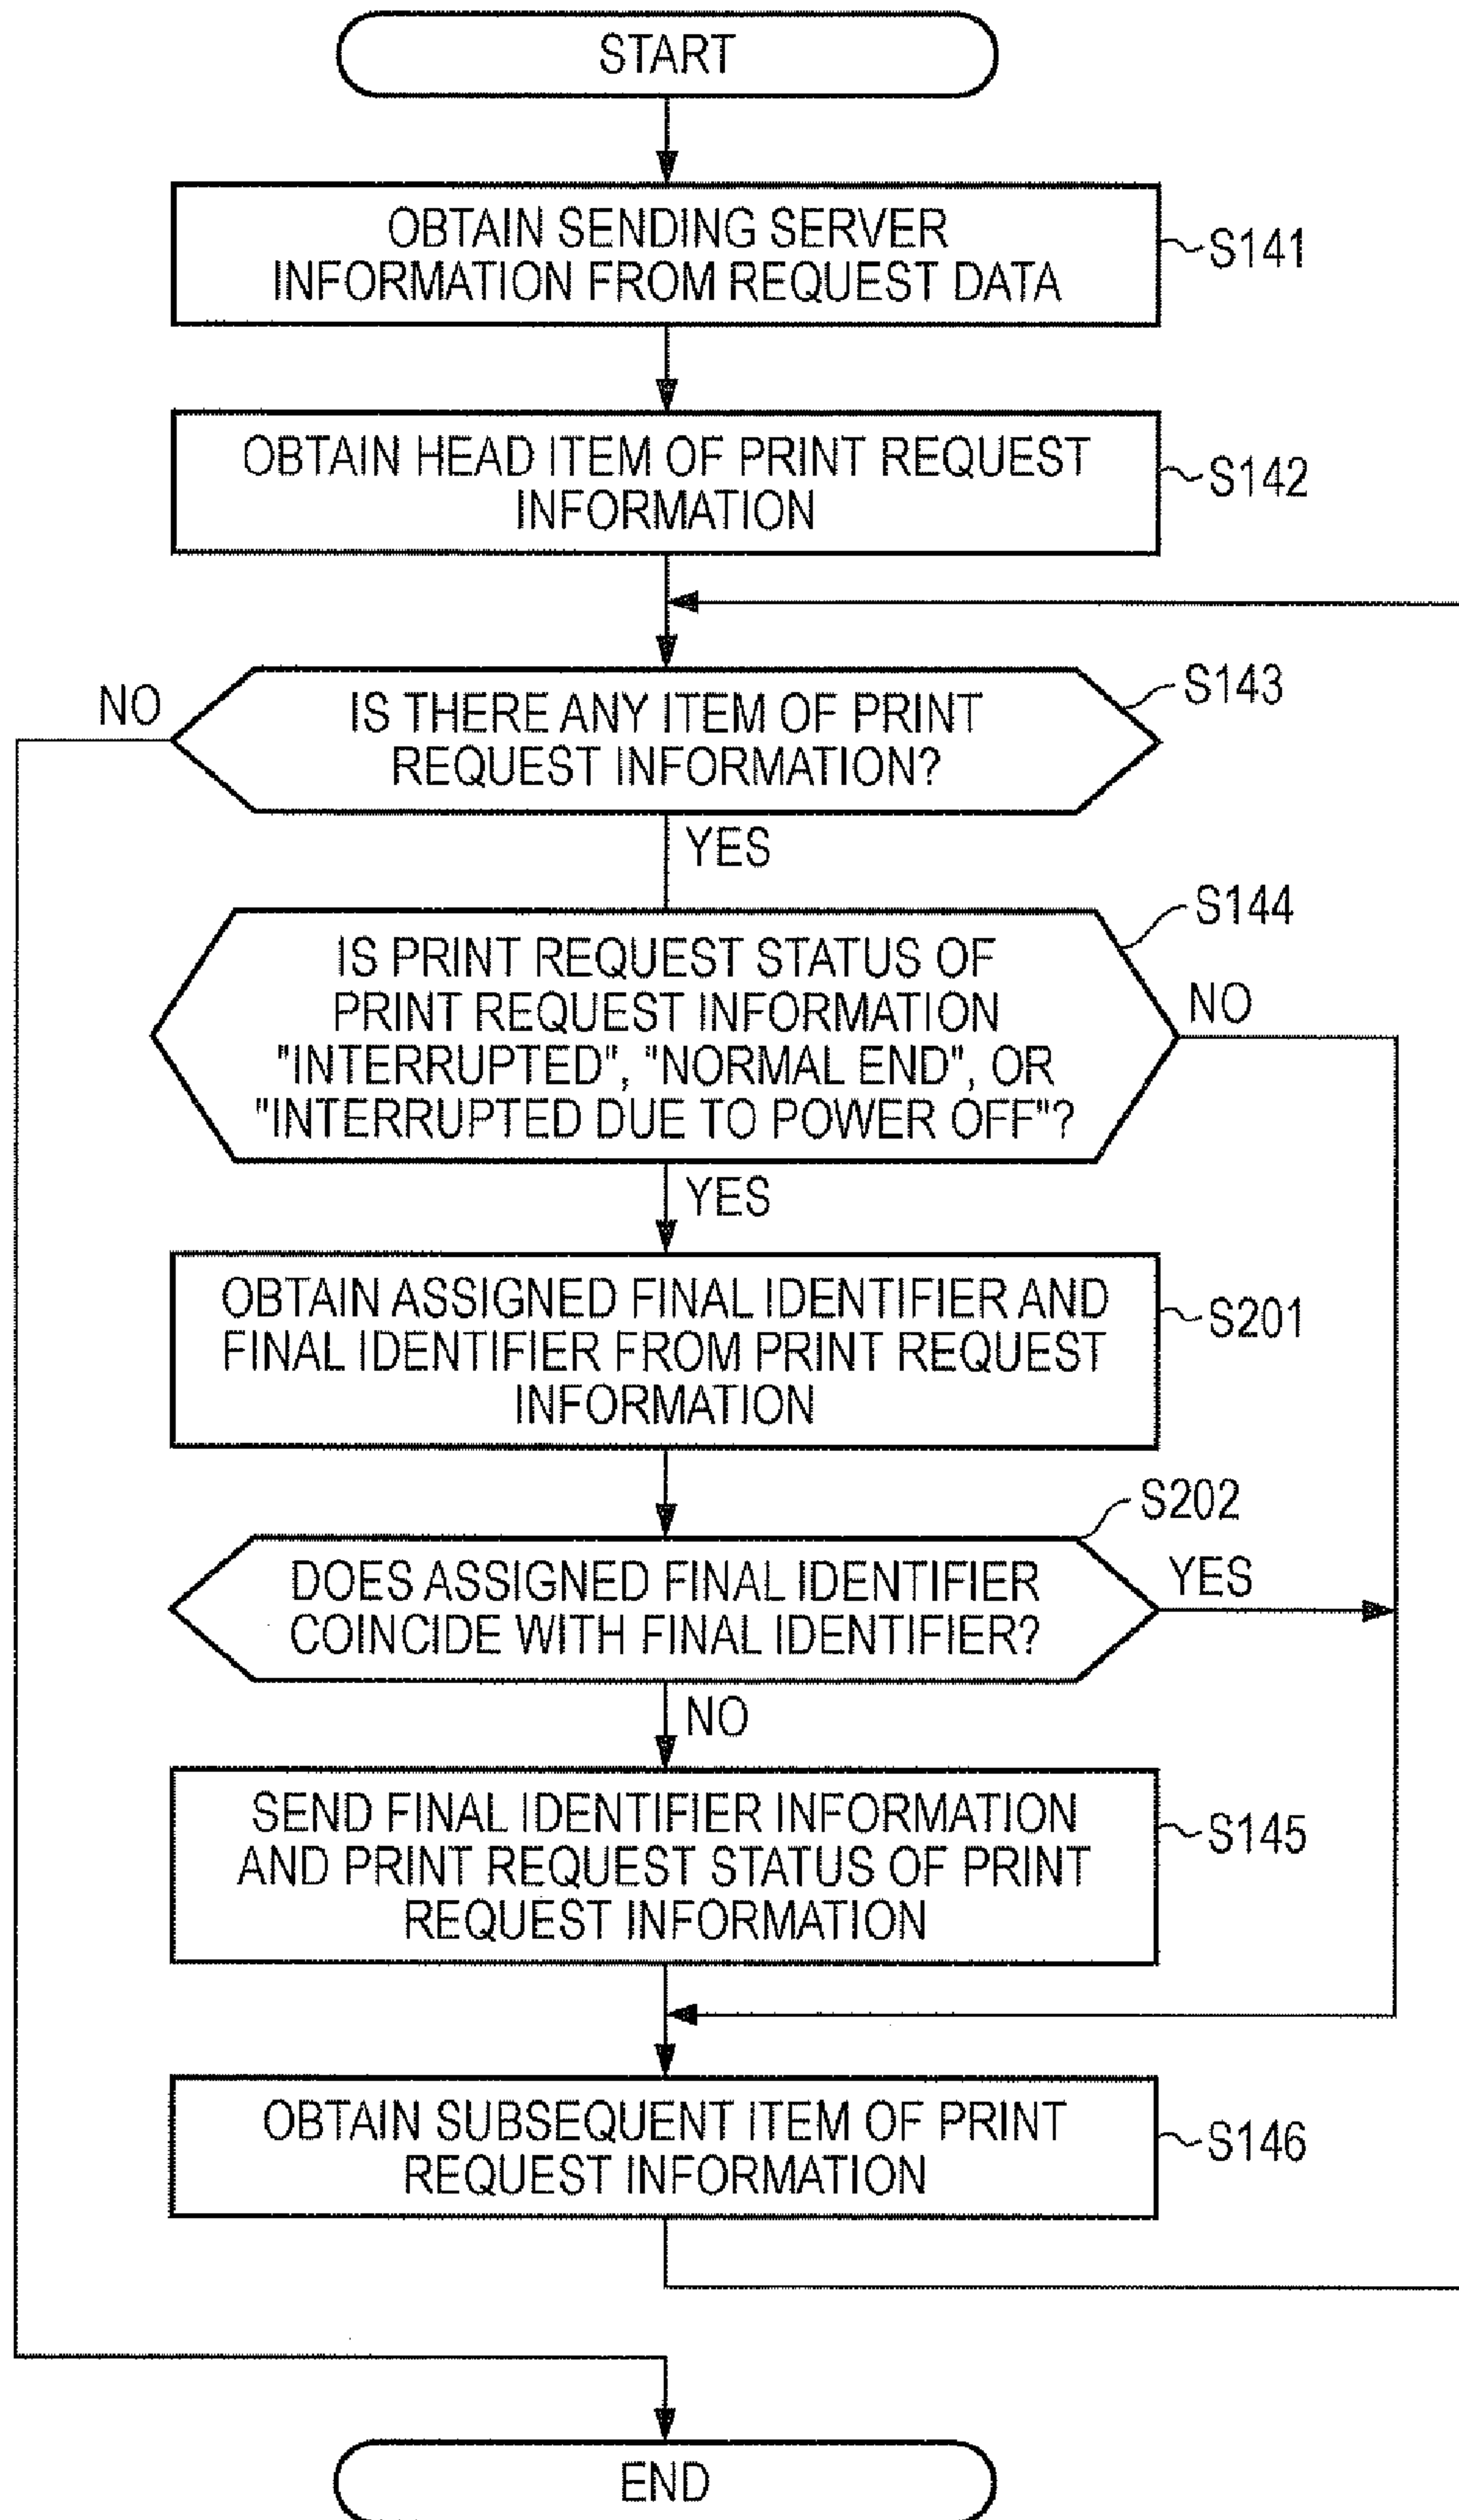 START
OBTAIN SENDING SERVER
INFORMATION FROM REQUEST DATA
S141
OBTAIN HEAD ITEM OF PRINT REQUEST
INFORMATION
S142
IS THERE ANY ITEM OF PRINT
REQUEST INFORMATION?
S143
NO
YES
IS PRINT REQUEST STATUS OF
PRINT REQUEST INFORMATION
"INTERRUPTED", "NORMAL END", OR
"INTERRUPTED DUE TO POWER OFF"?
S144
NO
YES
OBTAIN ASSIGNED FINAL IDENTIFIER AND
FINAL IDENTIFIER FROM PRINT REQUEST
INFORMATION
S201
DOES ASSIGNED FINAL IDENTIFIER
COINCIDE WITH FINAL IDENTIFIER?
S202
YES
NO
SEND FINAL IDENTIFIER INFORMATION
AND PRINT REQUEST STATUS OF PRINT
REQUEST INFORMATION
S145
OBTAIN SUBSEQUENT ITEM OF PRINT
REQUEST INFORMATION
S146
END